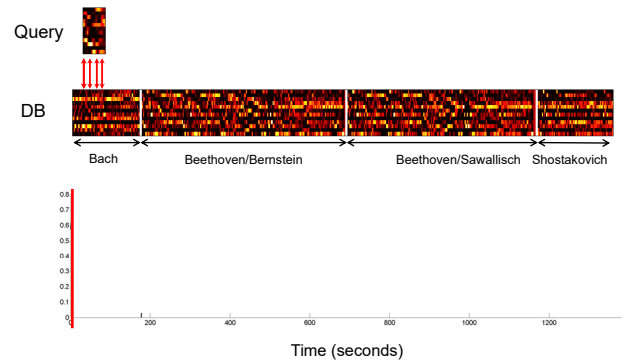 Query
DB
Bach
Beethoven/Bernstein
Beethoven/Sawallisch
Shostakovich
0.8
0.7
0.6
0.5
0.4
0.3
0.2
0.1
0
0
200
400
600
800
1000
1200
Time (seconds)